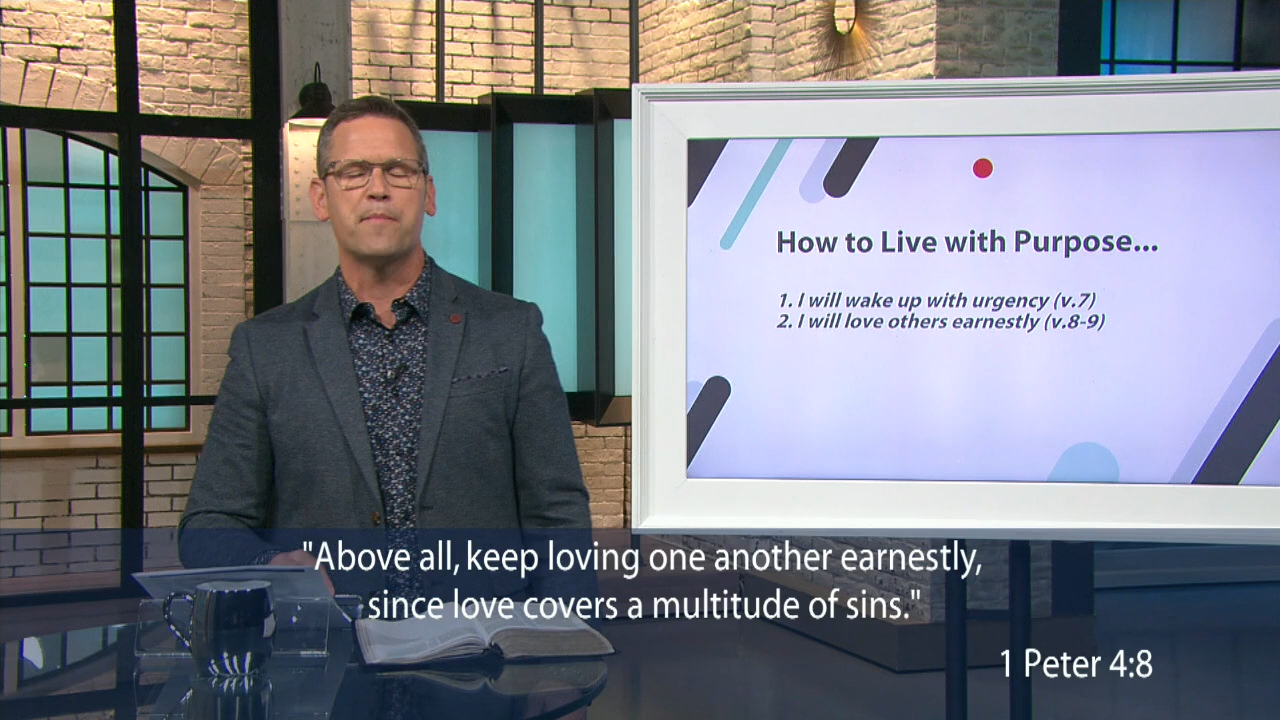 How to Live with Purpose...
1. I will wake up with urgency (v.7)
2. I will love others earnestly (v.8-9)
"Above all, keep loving one another earnestly,
since love covers a multitude of sins."
1 Peter 4:8